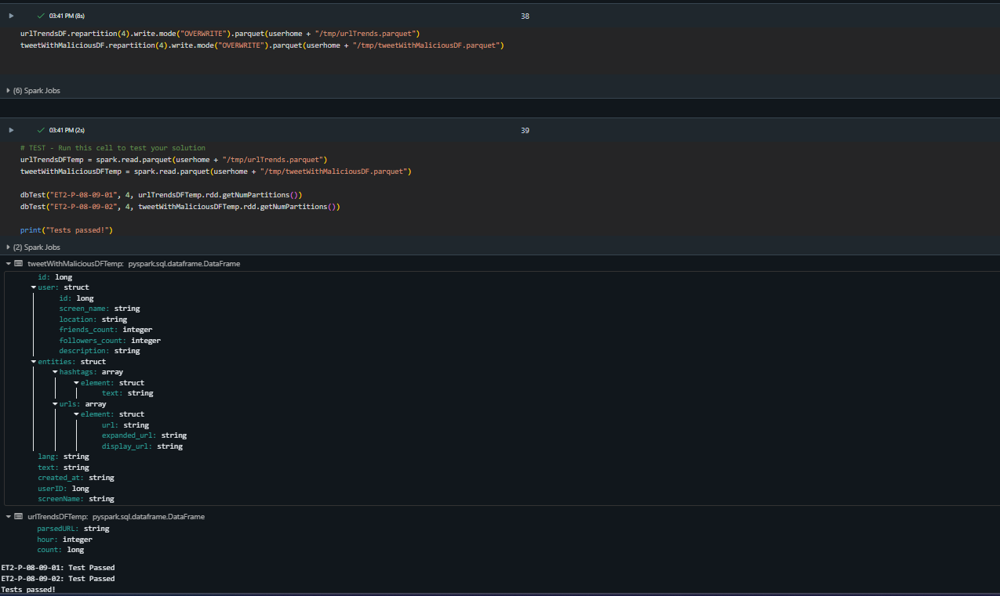 03:41 PM (8s)
38
urlTrendsDF.repartition(4).write.mode("OVERWRITE").parquet(userhome + "/tmp/urlTrends.parquet")
tweetWithMaliciousDF.repartition(4).write.mode("OVERWRITE").parquet(userhome + "/tmp/tweetWithMaliciousDF.parquet")
(6) Spark Jobs
03:41 PM (2s)
39
# TEST - Run this cell to test your solution
urlTrendsDFTemp = spark.read.parquet(userhome + "/tmp/urlTrends.parquet")
tweetWithMaliciousDFTemp = spark.read.parquet(userhome + "/tmp/tweetWithMaliciousDF.parquet")
dbTest("ET2-P-08-09-01", 4, urlTrendsDFTemp.rdd.getNumPartitions())
dbTest("ET2-P-08-09-02", 4, tweetWithMaliciousDFTemp.rdd.getNumPartitions())
print("Tests passed!")
(2) Spark Jobs
tweetWithMaliciousDFTemp: pyspark.sql.dataframe.DataFrame
id: long
user: struct
id: long
screen_name: string
location: string
friends_count: integer
followers_count: integer
description: string
entities: struct
hashtags: array
element: struct
text: string
urls: array
element: struct
url: string
expanded_url: string
display_url: string
lang: string
text: string
created_at: string
userID: long
screenName: string
urlTrendsDFTemp: pyspark.sql.dataframe.DataFrame
parsedURL: string
hour: integer
count: long
ET2-P-08-09-01: Test Passed
ET2-P-08-09-02: Test Passed
Tests passed!